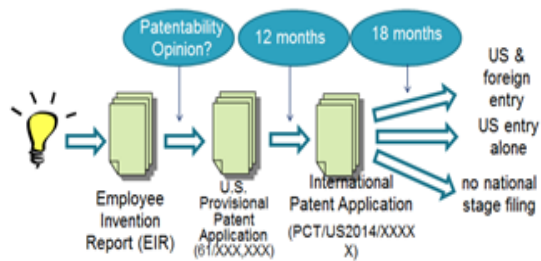 Patentability
Opinion?
12 months
18 months
US &
foreign
entry
US entry
alone
no national
stage filing
Employee
Invention
Report (EIR)
U.S.
Provisional
Patent
Application
(61/XXX,XXX)
International
Patent Application
(PCT/US2014/XXXX
X)